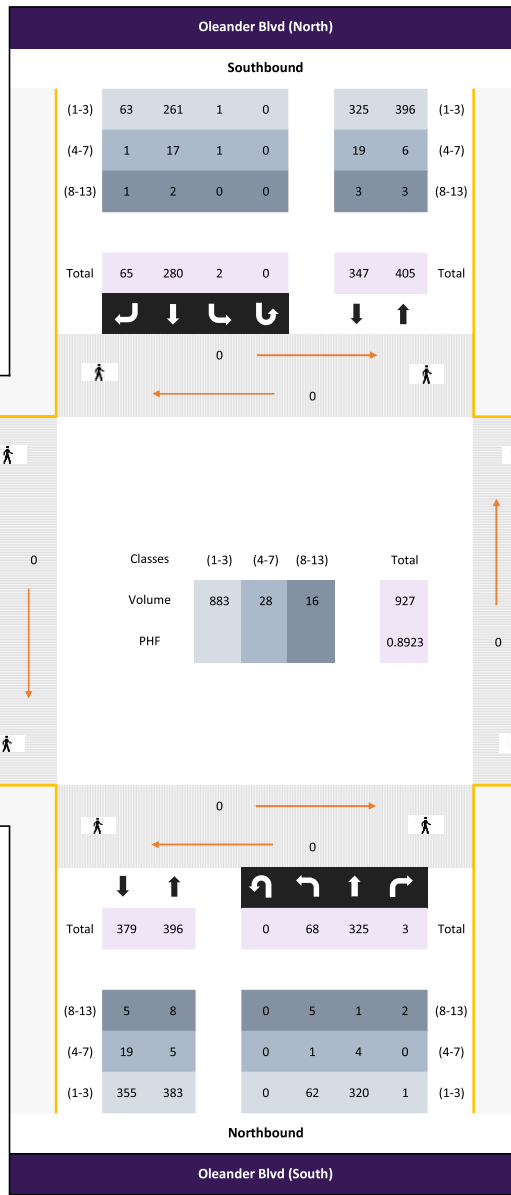 Oleander Blvd (North)
Southbound
(1-3) 63 261 1 0 325 396 (1-3)
(4-7) 1 17 1 0 19 6 (4-7)
(8-13) 1 2 0 0 3 3 (8-13)
Total 65 280 2 0 347 405 Total
0
0
0
Classes (1-3) (4-7) (8-13) Total
Volume 883 28 16 927
PHF 0.8923
0
0
0
Total 379 396 0 68 325 3 Total
(8-13) 5 8 0 5 1 2 (8-13)
(4-7) 19 5 0 1 4 0 (4-7)
(1-3) 355 383 0 62 320 1 (1-3)
Northbound
Oleander Blvd (South)